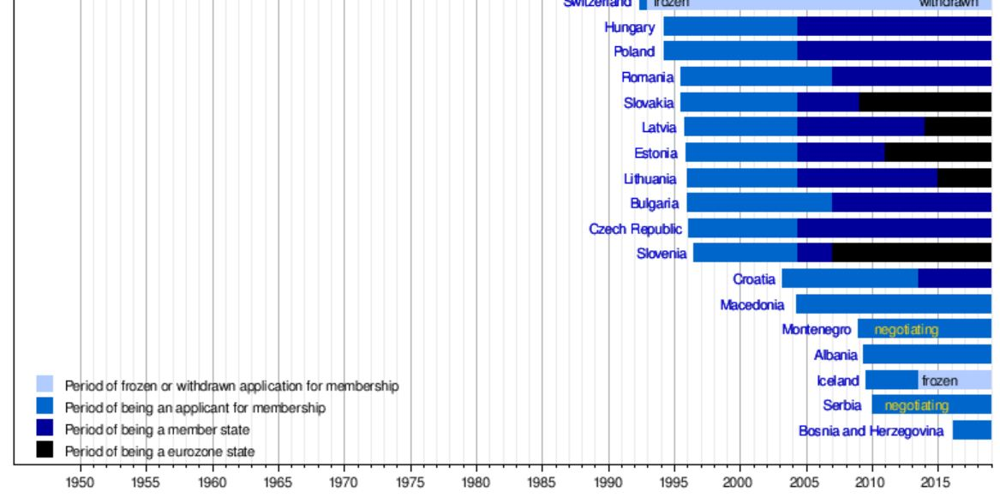 Switzerland frozen withdrawn
Hungary
Poland
Romania
Slovakia
Latvia
Estonia
Lithuania
Bulgaria
Czech Republic
Slovenia
Croatia
Macedonia
Montenegro negotiating
Albania
Iceland frozen
Serbia negotiating
Bosnia and Herzegovina
Period of frozen or withdrawn application for membership
Period of being an applicant for membership
Period of being a member state
Period of being a eurozone state
1950 1955 1960 1965 1970 1975 1980 1985 1990 1995 2000 2005 2010 2015